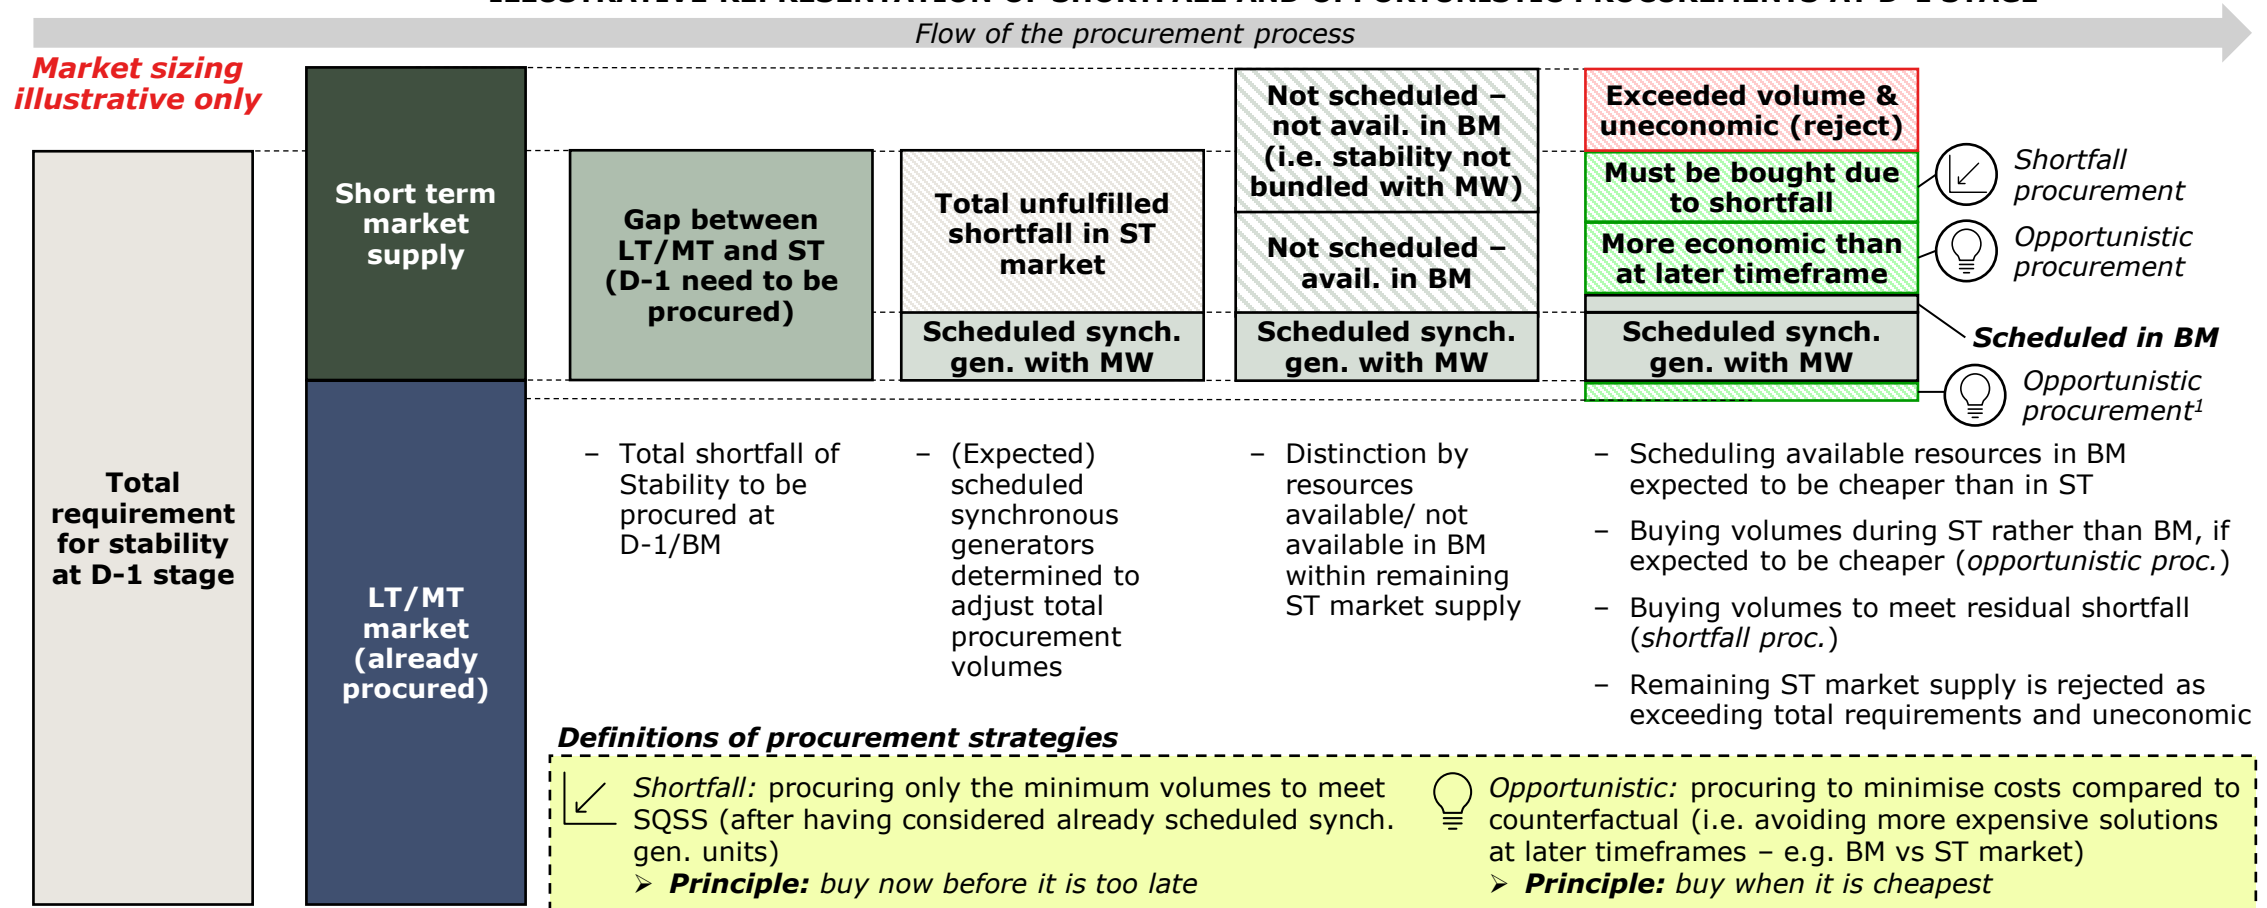 ILLUSTRATIVE REPRESENTATION OF SHORTFALL AND OPPORTUNISTIC PROCUREMENTS AT D-1 STAGE
Flow of the procurement process
Market sizing
illustrative only
Total
requirement
for stability
at D-1 stage
Short term
market
supply
LT/MT
market
(already
procured)
Gap between
LT/MT and ST
(D-1 need to be
procured)
Total unfulfilled
shortfall in ST
market
Scheduled synch.
gen. with MW
Not scheduled –
not avail. in BM
(i.e. stability not
bundled with MW)
Not scheduled –
avail. in BM
Scheduled synch.
gen. with MW
Exceeded volume &
uneconomic (reject)
Must be bought due
to shortfall
More economic than
at later timeframe
Scheduled synch.
gen. with MW
Shortfall
procurement
Opportunistic
procurement
Scheduled in BM
Opportunistic
procurement1
– Total shortfall of
Stability to be
procured at
D-1/BM
– (Expected)
scheduled
synchronous
generators
determined to
adjust total
procurement
volumes
– Distinction by
resources
available/ not
available in BM
within remaining
ST market supply
– Scheduling available resources in BM
expected to be cheaper than in ST
– Buying volumes during ST rather than BM, if
expected to be cheaper (opportunistic proc.)
– Buying volumes to meet residual shortfall
(shortfall proc.)
– Remaining ST market supply is rejected as
exceeding total requirements and uneconomic
Definitions of procurement strategies
Shortfall: procuring only the minimum volumes to meet
SQSS (after having considered already scheduled synch.
gen. units)
➢ Principle: buy now before it is too late
Opportunistic: procuring to minimise costs compared to
counterfactual (i.e. avoiding more expensive solutions
at later timeframes – e.g. BM vs ST market)
➢ Principle: buy when it is cheapest